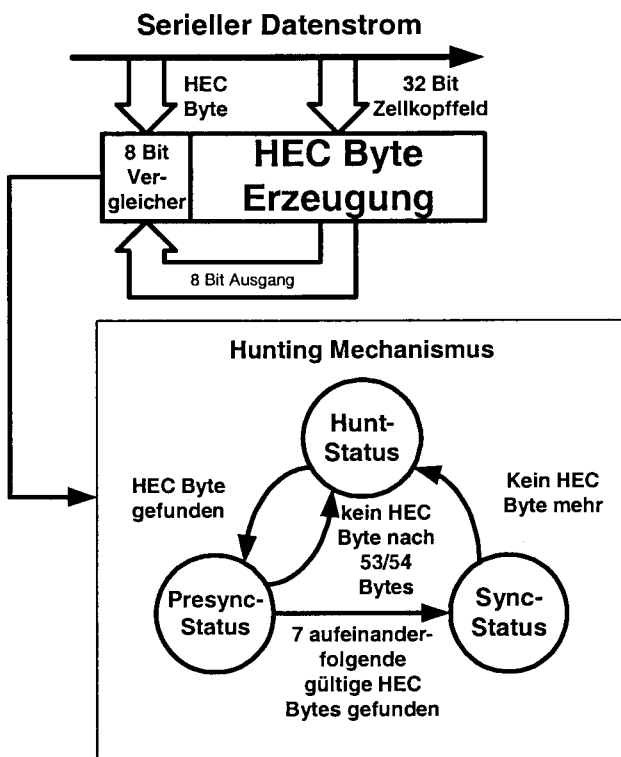 Serieller Datenstrom
HEC
Byte
32 Bit
Zellkopffeld
8 Bit
Ver-
gleicher
HEC Byte
Erzeugung
8 Bit Ausgang
Hunting Mechanismus
Hunt-
Status
HEC Byte
gefunden
kein HEC
Byte nach
53/54
Bytes
Kein HEC
Byte mehr
Presync-
Status
Sync-
Status
7 aufeinander-
folgende
gültige HEC
Bytes gefunden